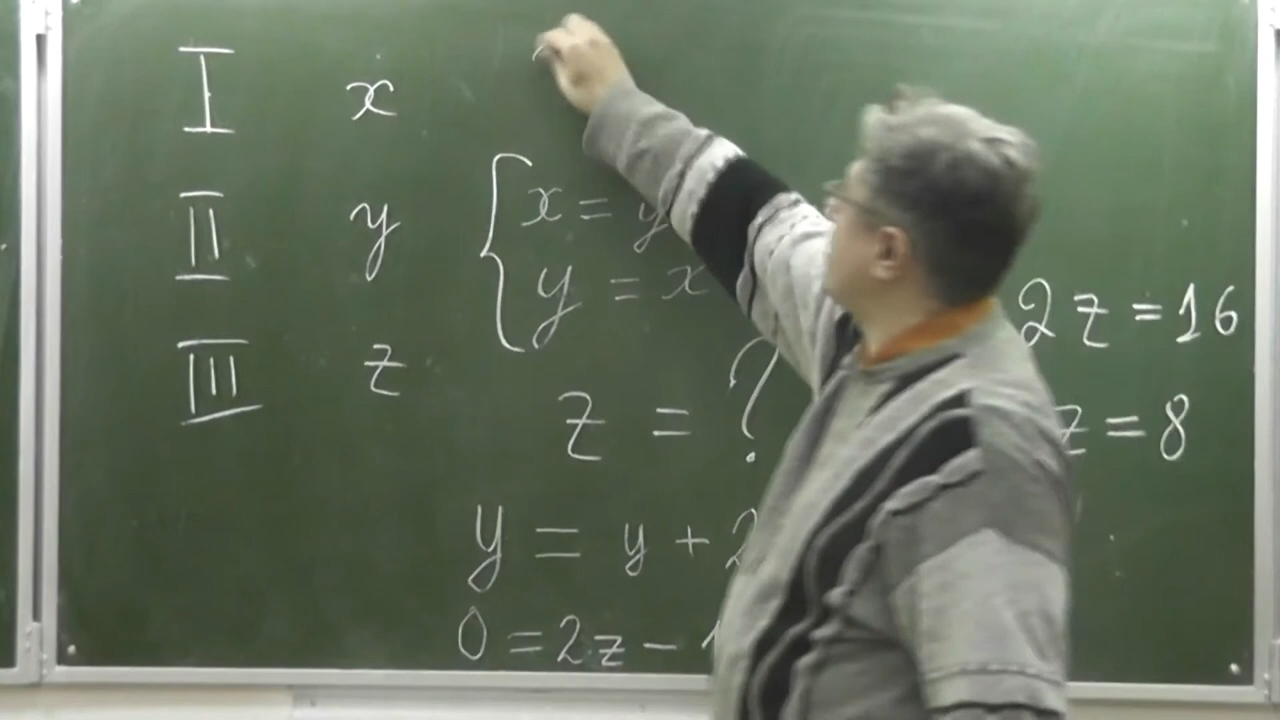 I x
II y
III z
{ x = y
y = x
z = ?
y = y + 2
0 = 2z -
2z = 16
z = 8